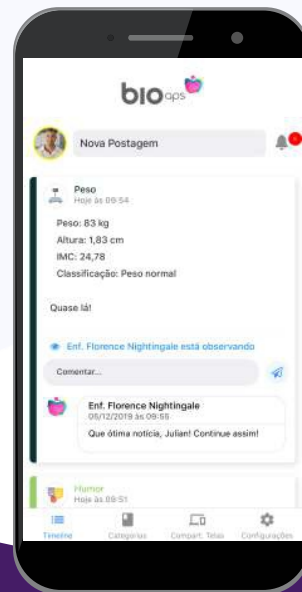 bio aps
Nova Postagem
Peso
Hoje às 09:54
Peso: 83 kg
Altura: 1,83 cm
IMC: 24,78
Classificação: Peso normal
Quase lá!
Enf. Florence Nightingale está observando
Comentar...
Enf. Florence Nightingale
05/12/2019 às 09:55
Que ótima notícia, Julian! Continue assim!
Humor
Hoje às 09:51
Timeline Categorias Compart. Telas Configurações